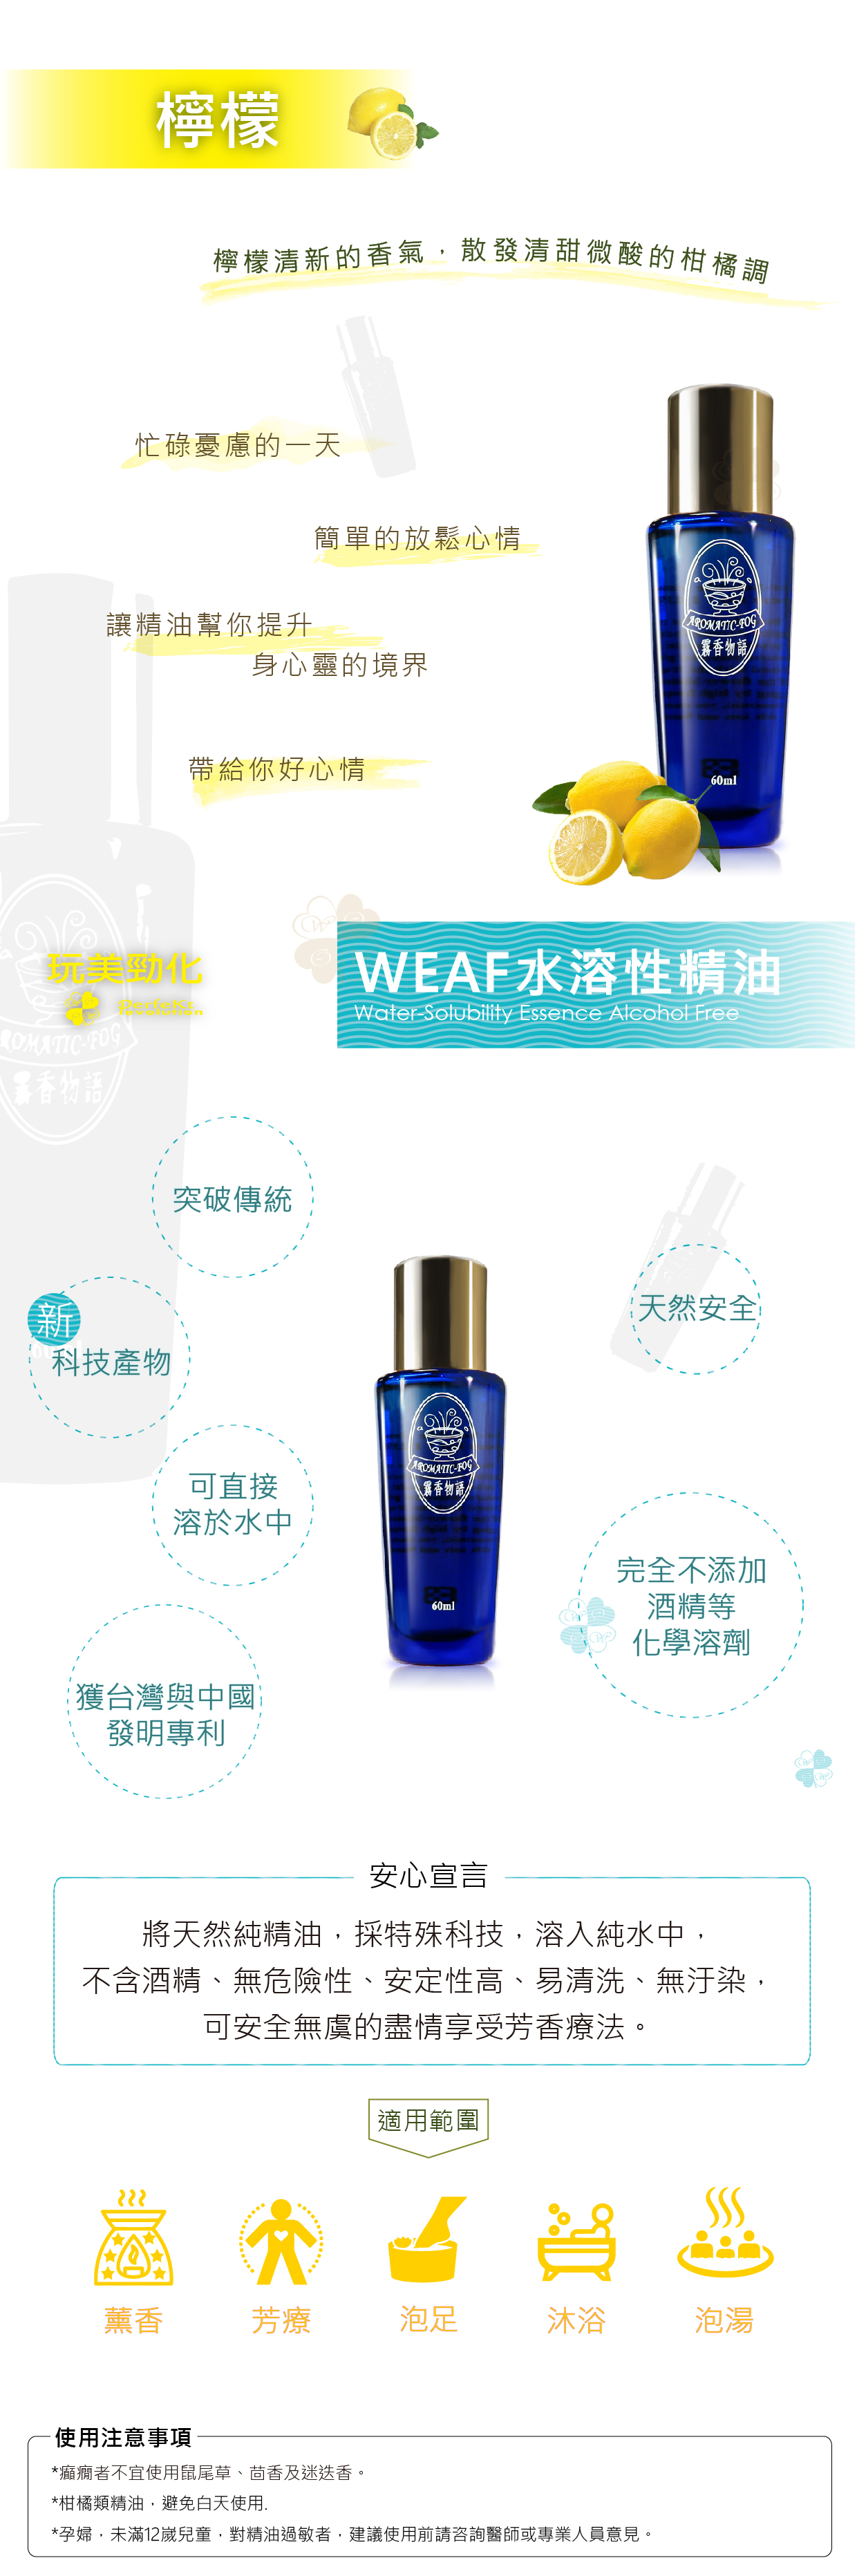 檸檬
檸檬清新的香氣，散發清甜微酸的柑橘調
忙碌憂慮的一天
簡單的放鬆心情
讓精油幫你提升
身心靈的境界
帶給你好心情
AROMATIC-FOG
霧香物語
60ml
玩美勁化
WEAF水溶性精油
Water-Solubility Essence Alcohol Free
AROMATIC-FOG
霧香物語
突破傳統
天然安全
新
科技產物
AROMATIC-FOG
霧香物語
可直接
溶於水中
完全不添加
酒精等
化學溶劑
60ml
獲台灣與中國
發明專利
安心宣言
將天然純精油，採特殊科技，溶入純水中，
不含酒精、無危險性、安定性高、易清洗、無汙染，
可安全無虞的盡情享受芳香療法。
適用範圍
薰香
芳療
泡足
沐浴
泡湯
使用注意事項
*癲癇者不宜使用鼠尾草、茴香及迷迭香。
*柑橘類精油，避免白天使用.
*孕婦，未滿12嵗兒童，對精油過敏者，建議使用前請咨詢醫師或專業人員意見。